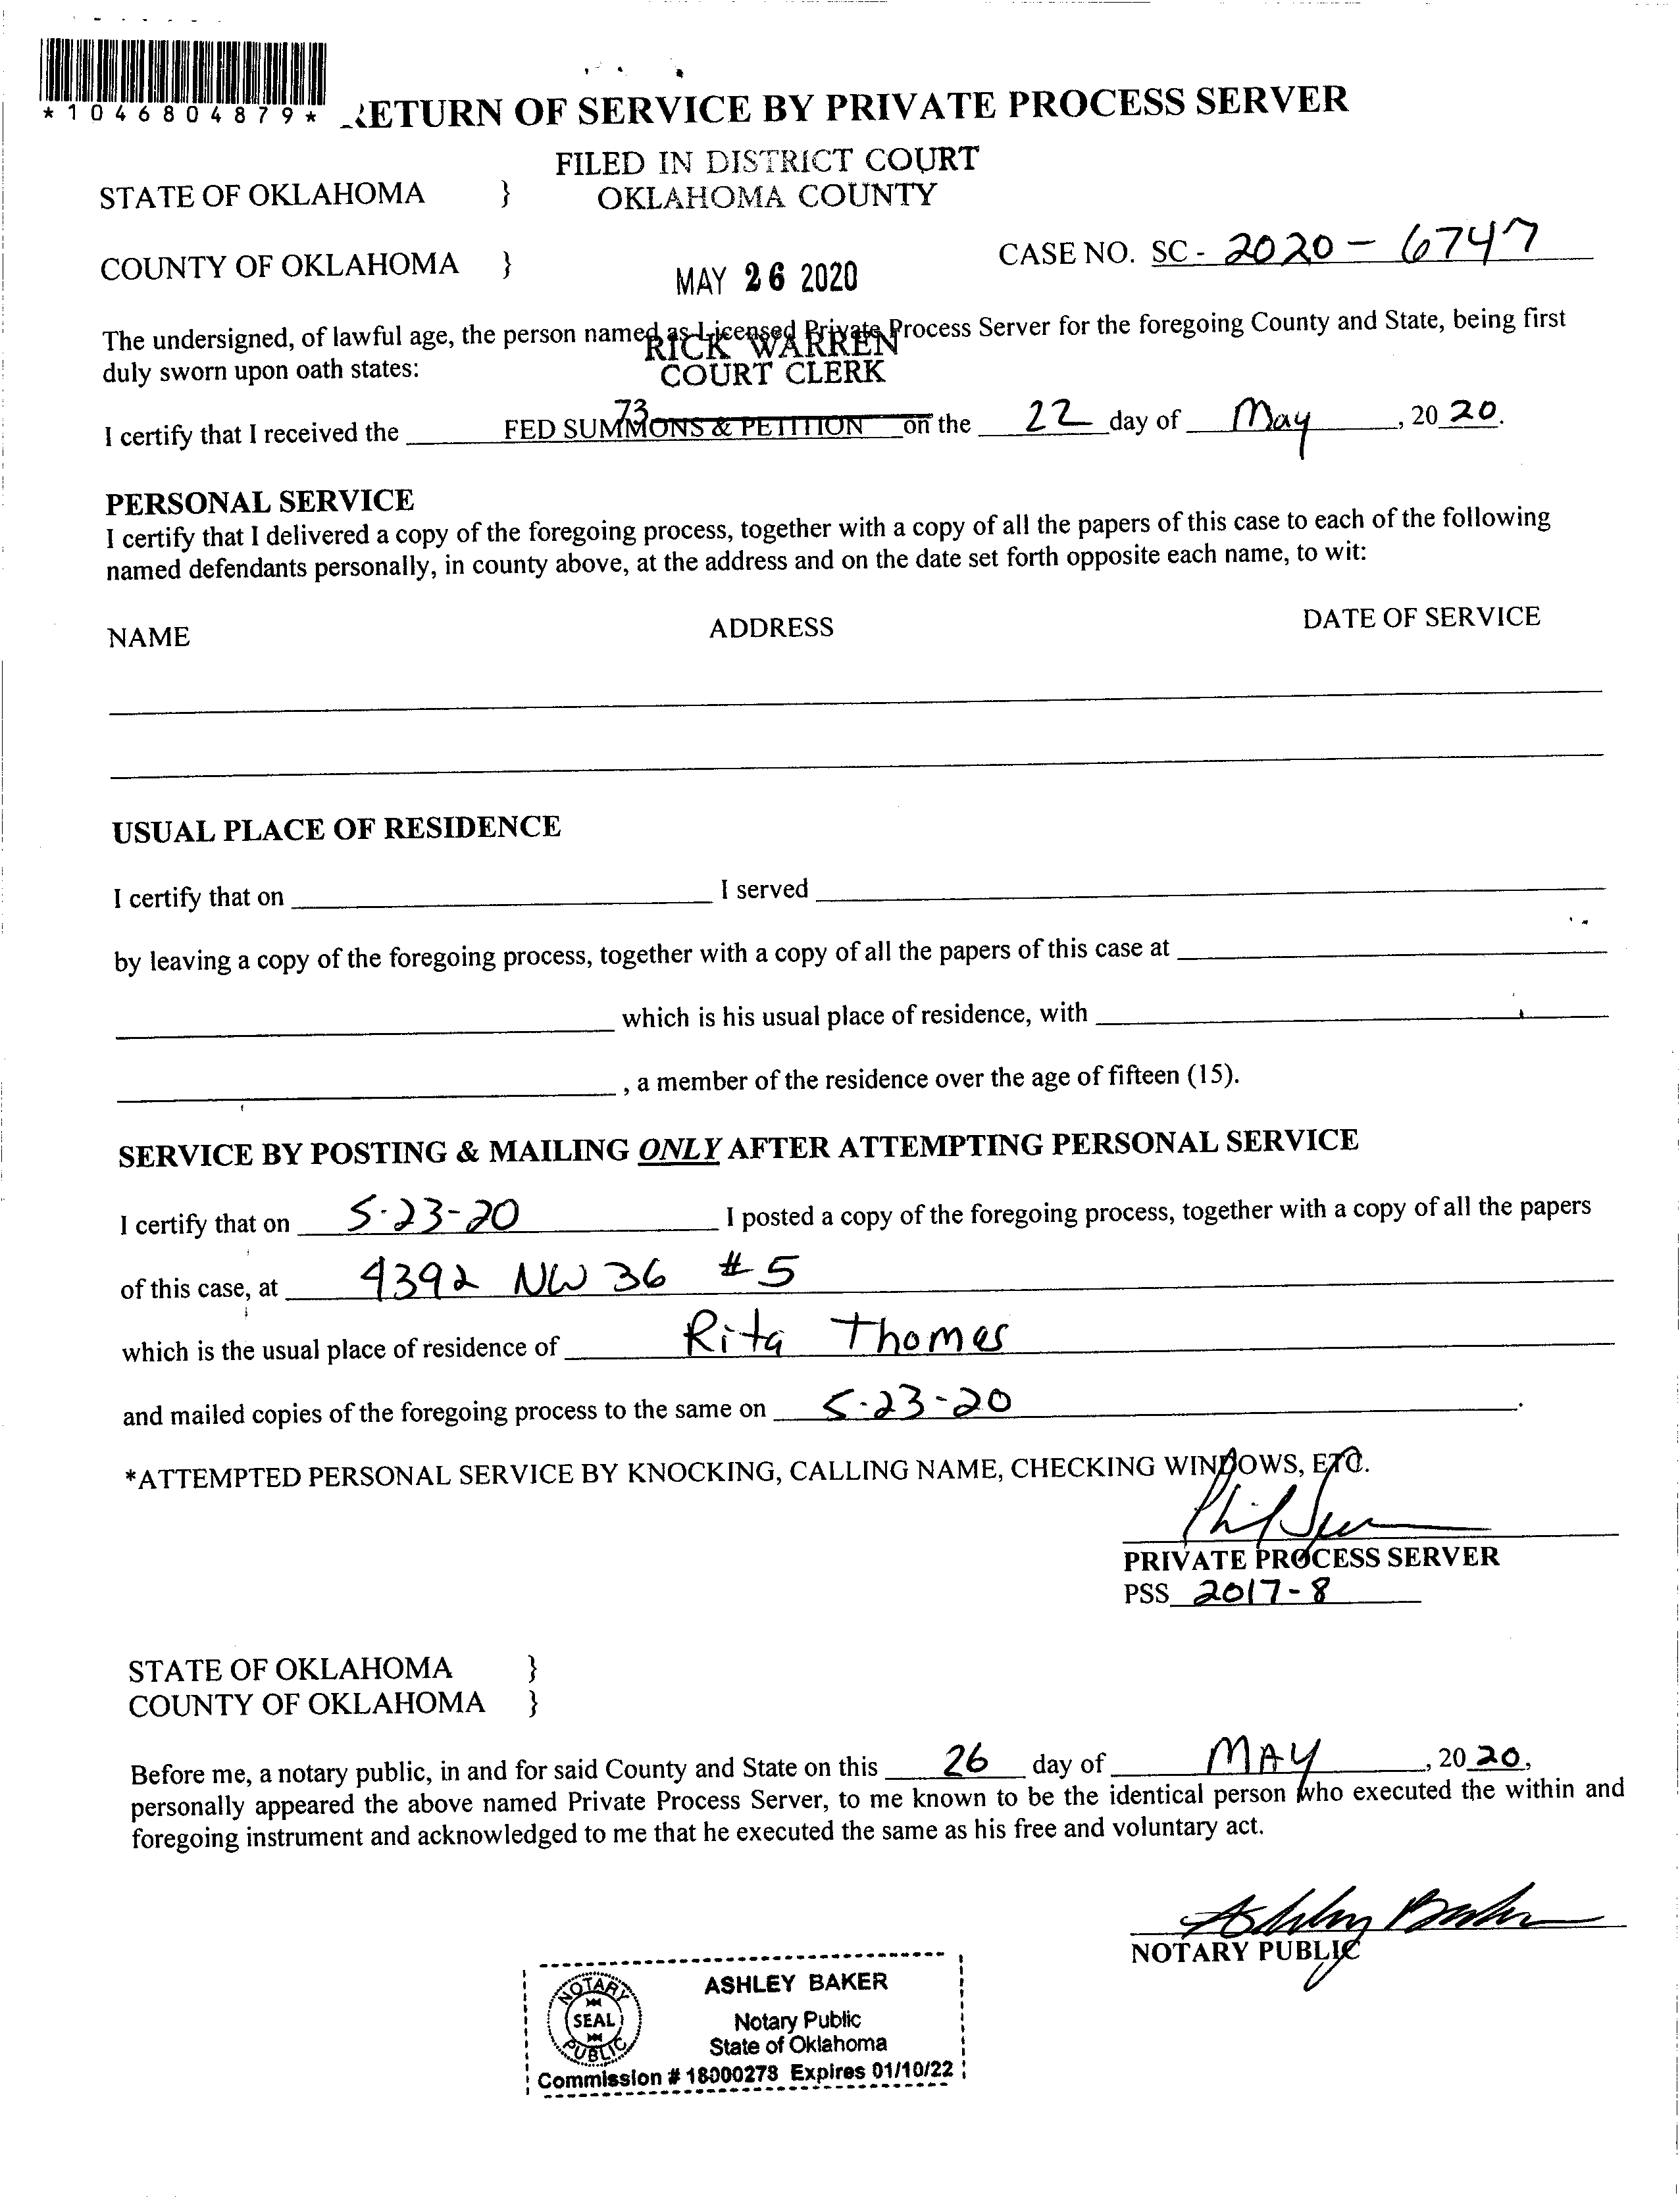 *1046804879*
RETURN OF SERVICE BY PRIVATE PROCESS SERVER
FILED IN DISTRICT COURT
OKLAHOMA COUNTY
STATE OF OKLAHOMA }
COUNTY OF OKLAHOMA }
MAY 26 2020
CASE NO. SC - 2020 - 6747
The undersigned, of lawful age, the person named as Licensed Private Process Server for the foregoing County and State, being first
duly sworn upon oath states:
RICK WARREN
COURT CLERK
73
I certify that I received the FED SUMMONS & PETITION on the 22 day of May, 20 20.
PERSONAL SERVICE
I certify that I delivered a copy of the foregoing process, together with a copy of all the papers of this case to each of the following
named defendants personally, in county above, at the address and on the date set forth opposite each name, to wit:
NAME ADDRESS DATE OF SERVICE
USUAL PLACE OF RESIDENCE
I certify that on I served
by leaving a copy of the foregoing process, together with a copy of all the papers of this case at
which is his usual place of residence, with
, a member of the residence over the age of fifteen (15).
SERVICE BY POSTING & MAILING ONLY AFTER ATTEMPTING PERSONAL SERVICE
I certify that on 5-23-20 I posted a copy of the foregoing process, together with a copy of all the papers
of this case, at 4392 NW 36 #5
which is the usual place of residence of Rita Thomas
and mailed copies of the foregoing process to the same on 5-23-20.
*ATTEMPTED PERSONAL SERVICE BY KNOCKING, CALLING NAME, CHECKING WINDOWS, ETC.
PRIVATE PROCESS SERVER
PSS 2017-8
STATE OF OKLAHOMA }
COUNTY OF OKLAHOMA }
Before me, a notary public, in and for said County and State on this 26 day of MAY, 20 20,
personally appeared the above named Private Process Server, to me known to be the identical person who executed the within and
foregoing instrument and acknowledged to me that he executed the same as his free and voluntary act.
Ashley Baker
NOTARY PUBLIC
NOTARY
SEAL
PUBLIC
ASHLEY BAKER
Notary Public
State of Oklahoma
Commission # 18000278 Expires 01/10/22